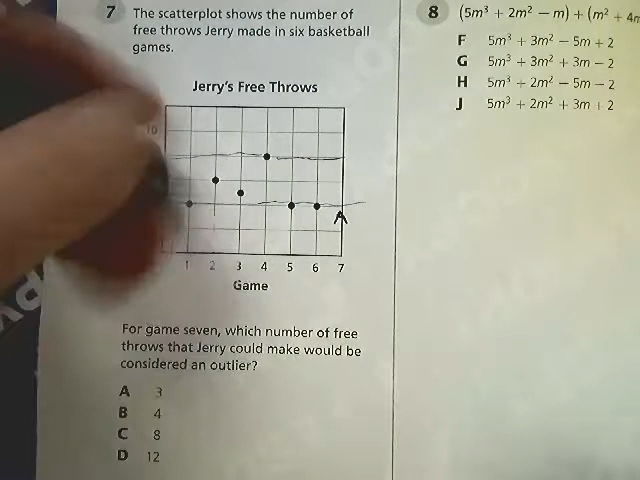 7 The scatterplot shows the number of
free throws Jerry made in six basketball
games.
Jerry's Free Throws
10
A
1 2 3 4 5 6 7
Game
For game seven, which number of free
throws that Jerry could make would be
considered an outlier?
A 3
B 4
C 8
D 12
8 (5m³ + 2m² − m) + (m² + 4m
F 5m³ + 3m² − 5m + 2
G 5m³ + 3m² + 3m − 2
H 5m³ + 2m² − 5m − 2
J 5m³ + 2m² + 3m + 2